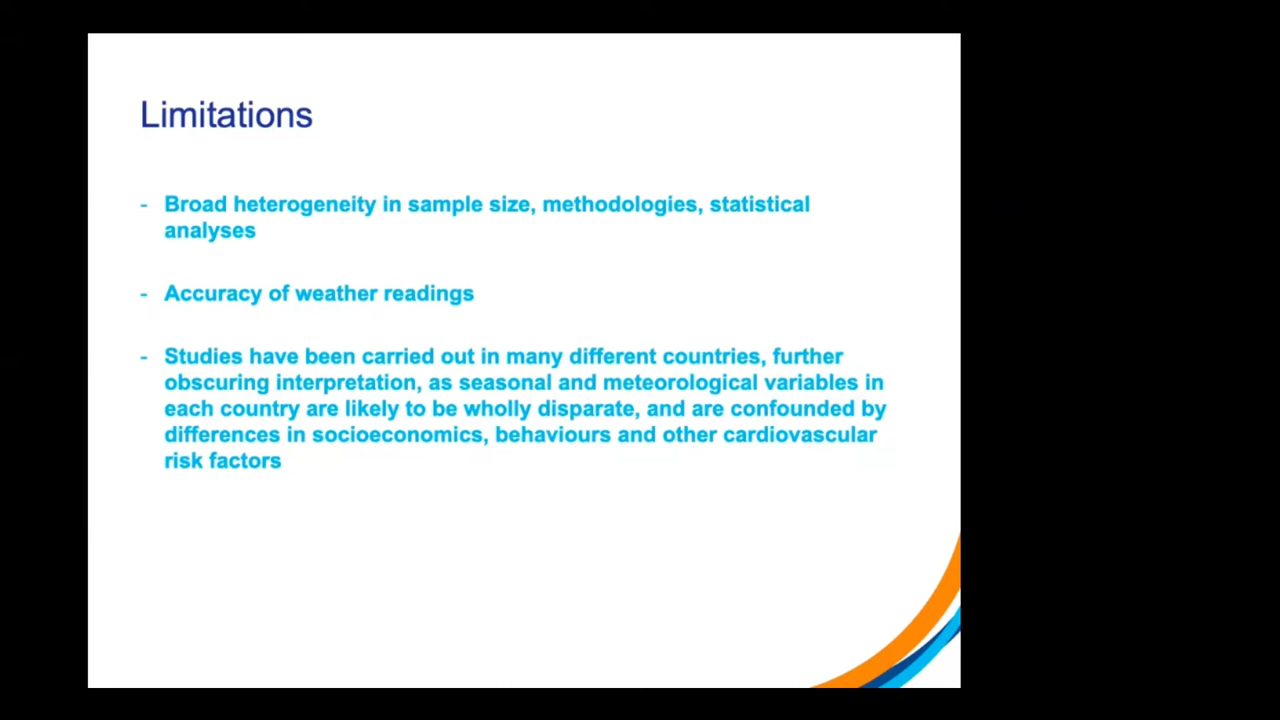 Limitations
- Broad heterogeneity in sample size, methodologies, statistical
analyses
- Accuracy of weather readings
- Studies have been carried out in many different countries, further
obscuring interpretation, as seasonal and meteorological variables in
each country are likely to be wholly disparate, and are confounded by
differences in socioeconomics, behaviours and other cardiovascular
risk factors